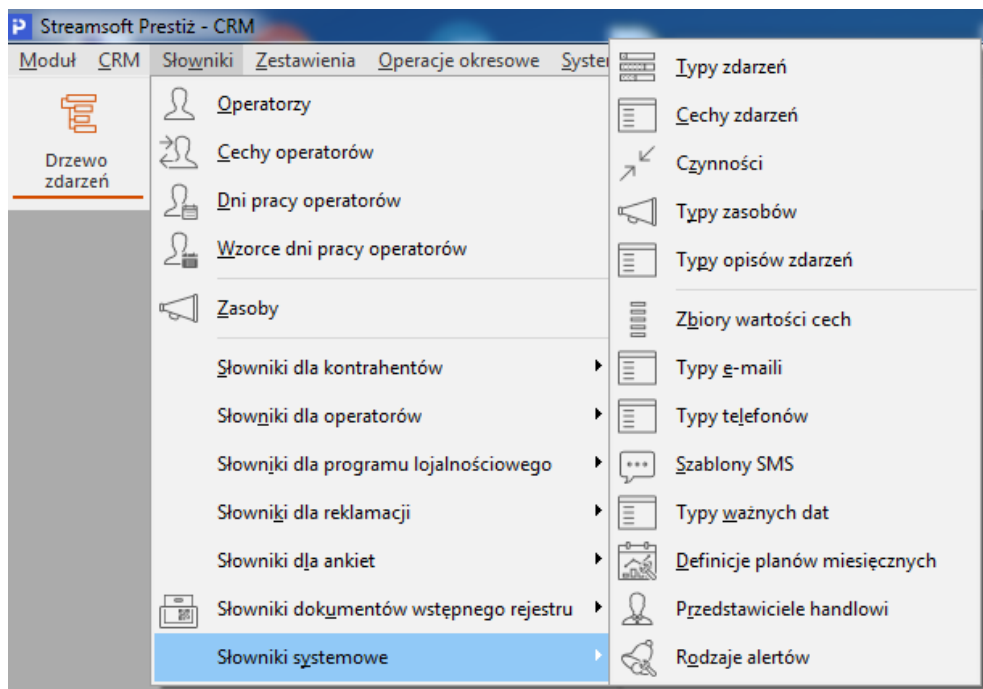 Streamsoft Prestiż - CRM
Moduł CRM Słowniki Zestawienia Operacje okresowe
Drzewo
zdarzeń
Operatorzy
Cechy operatorów
Dni pracy operatorów
Wzorce dni pracy operatorów
Zasoby
Słowniki dla kontrahentów
Słowniki dla operatorów
Słowniki dla programu lojalnościowego
Słowniki dla reklamacji
Słowniki dla ankiet
Słowniki dokumentów wstępnego rejestru
Słowniki systemowe
Typy zdarzeń
Cechy zdarzeń
Czynności
Typy zasobów
Typy opisów zdarzeń
Zbiory wartości cech
Typy e-maili
Typy telefonów
Szablony SMS
Typy ważnych dat
Definicje planów miesięcznych
Przedstawiciele handlowi
Rodzaje alertów